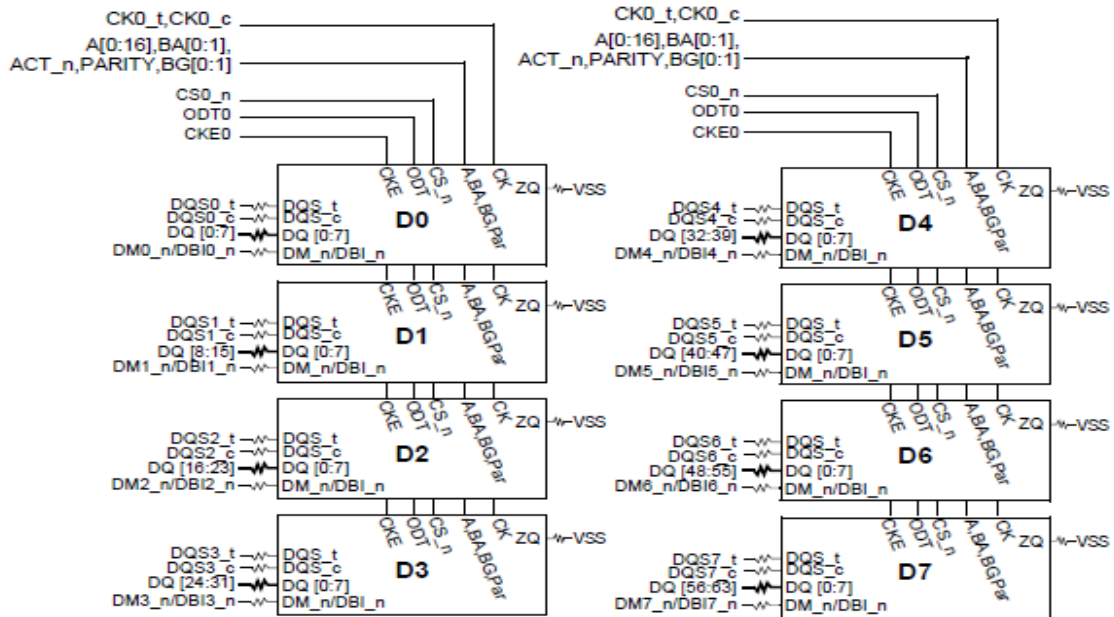 CK0_t,CK0_c
A[0:16],BA[0:1],
ACT_n,PARITY,BG[0:1]
CS0_n
ODT0
CKE0
CKE ODT CS_n A,BA,BG,Par CK ZQ VSS
DQS0_t DQS_t
DQS0_c DQS_c
D0
DQ [0:7] DQ [0:7]
DM0_n/DBI0_n DM_n/DBI_n
CKE ODT CS_n A,BA,BG,Par CK ZQ VSS
DQS1_t DQS_t
DQS1_c DQS_c
D1
DQ [8:15] DQ [0:7]
DM1_n/DBI1_n DM_n/DBI_n
CKE ODT CS_n A,BA,BG,Par CK ZQ VSS
DQS2_t DQS_t
DQS2_c DQS_c
D2
DQ [16:23] DQ [0:7]
DM2_n/DBI2_n DM_n/DBI_n
CKE ODT CS_n A,BA,BG,Par CK ZQ VSS
DQS3_t DQS_t
DQS3_c DQS_c
D3
DQ [24:31] DQ [0:7]
DM3_n/DBI3_n DM_n/DBI_n
CK0_t,CK0_c
A[0:16],BA[0:1],
ACT_n,PARITY,BG[0:1]
CS0_n
ODT0
CKE0
CKE ODT CS_n A,BA,BG,Par CK ZQ VSS
DQS4_t DQS_t
DQS4_c DQS_c
D4
DQ [32:39] DQ [0:7]
DM4_n/DBI4_n DM_n/DBI_n
CKE ODT CS_n A,BA,BG,Par CK ZQ VSS
DQS5_t DQS_t
DQS5_c DQS_c
D5
DQ [40:47] DQ [0:7]
DM5_n/DBI5_n DM_n/DBI_n
CKE ODT CS_n A,BA,BG,Par CK ZQ VSS
DQS6_t DQS_t
DQS6_c DQS_c
D6
DQ [48:55] DQ [0:7]
DM6_n/DBI6_n DM_n/DBI_n
CKE ODT CS_n A,BA,BG,Par CK ZQ VSS
DQS7_t DQS_t
DQS7_c DQS_c
D7
DQ [56:63] DQ [0:7]
DM7_n/DBI7_n DM_n/DBI_n